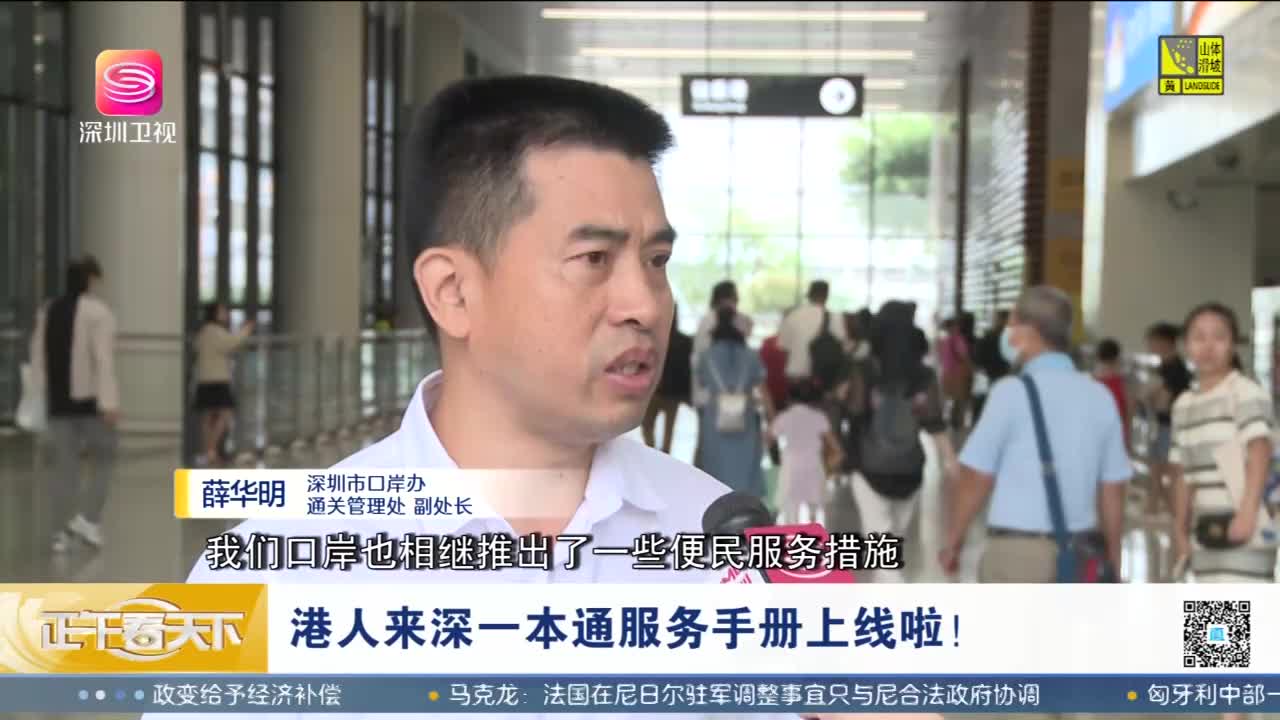 深圳卫视
山体
滑坡
黄 LANDSLIDE
薛华明
深圳市口岸办
通关管理处 副处长
我们口岸也相继推出了一些便民服务措施
正午看天下
港人来深一本通服务手册上线啦!
政变给予经济补偿
马克龙：法国在尼日尔驻军调整事宜只与尼合法政府协调
匈牙利中部一